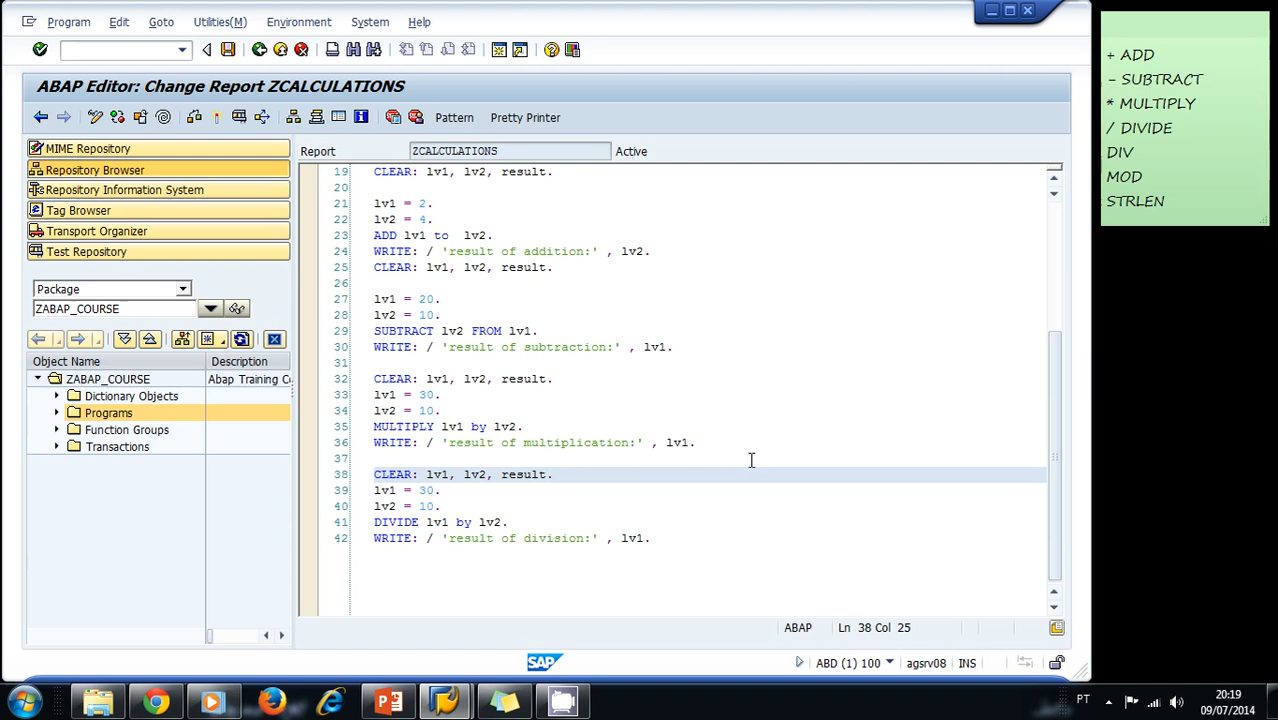 Program Edit Goto Utilities(M) Environment System Help
ABAP Editor: Change Report ZCALCULATIONS
Pattern Pretty Printer
MIME Repository
Repository Browser
Repository Information System
Tag Browser
Transport Organizer
Test Repository
Package
ZABAP_COURSE
Object Name Description
ZABAP_COURSE Abap Training C
Dictionary Objects
Programs
Function Groups
Transactions
Report ZCALCULATIONS Active
19 CLEAR: lv1, lv2, result.
20
21 lv1 = 2.
22 lv2 = 4.
23 ADD lv1 to  lv2.
24 WRITE: / 'result of addition:' , lv2.
25 CLEAR: lv1, lv2, result.
26
27 lv1 = 20.
28 lv2 = 10.
29 SUBTRACT lv2 FROM lv1.
30 WRITE: / 'result of subtraction:' , lv1.
31
32 CLEAR: lv1, lv2, result.
33 lv1 = 30.
34 lv2 = 10.
35 MULTIPLY lv1 by lv2.
36 WRITE: / 'result of multiplication:' , lv1.
37
38 CLEAR: lv1, lv2, result.
39 lv1 = 30.
40 lv2 = 10.
41 DIVIDE lv1 by lv2.
42 WRITE: / 'result of division:' , lv1.
ABAP Ln 38 Col 25
SAP
ABD (1) 100 agsrv08 INS
+ ADD
- SUBTRACT
* MULTIPLY
/ DIVIDE
DIV
MOD
STRLEN
PT
20:19
09/07/2014